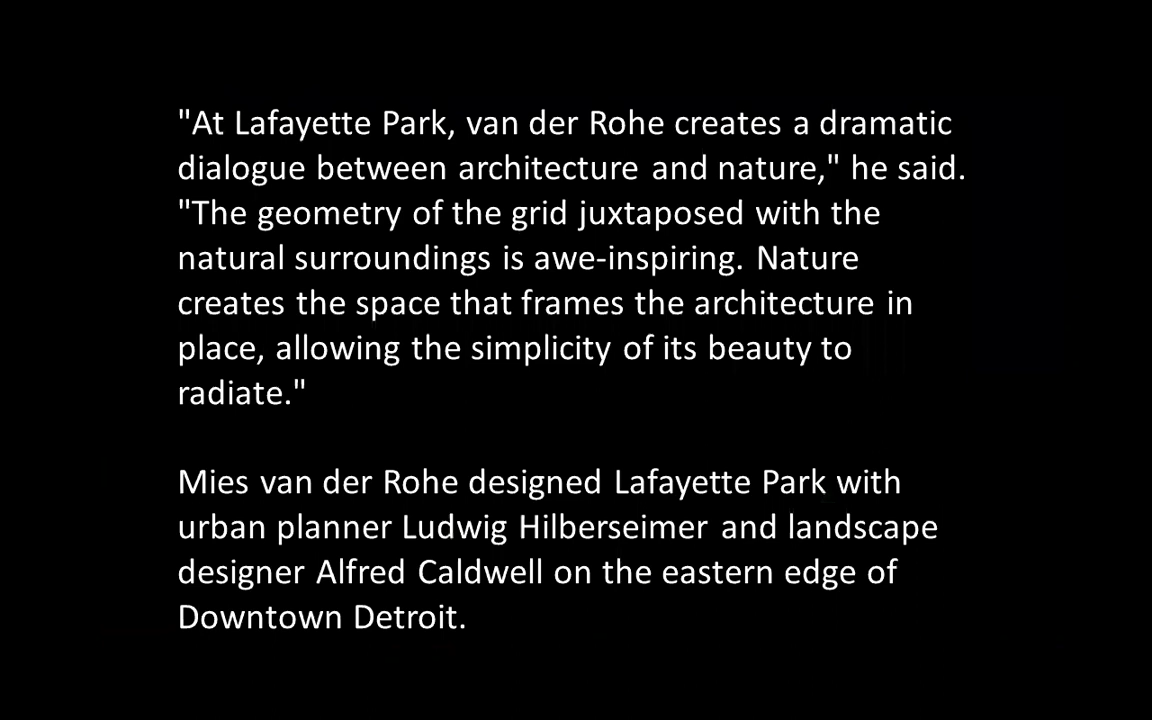 "At Lafayette Park, van der Rohe creates a dramatic
dialogue between architecture and nature," he said.
"The geometry of the grid juxtaposed with the
natural surroundings is awe-inspiring. Nature
creates the space that frames the architecture in
place, allowing the simplicity of its beauty to
radiate."
Mies van der Rohe designed Lafayette Park with
urban planner Ludwig Hilberseimer and landscape
designer Alfred Caldwell on the eastern edge of
Downtown Detroit.